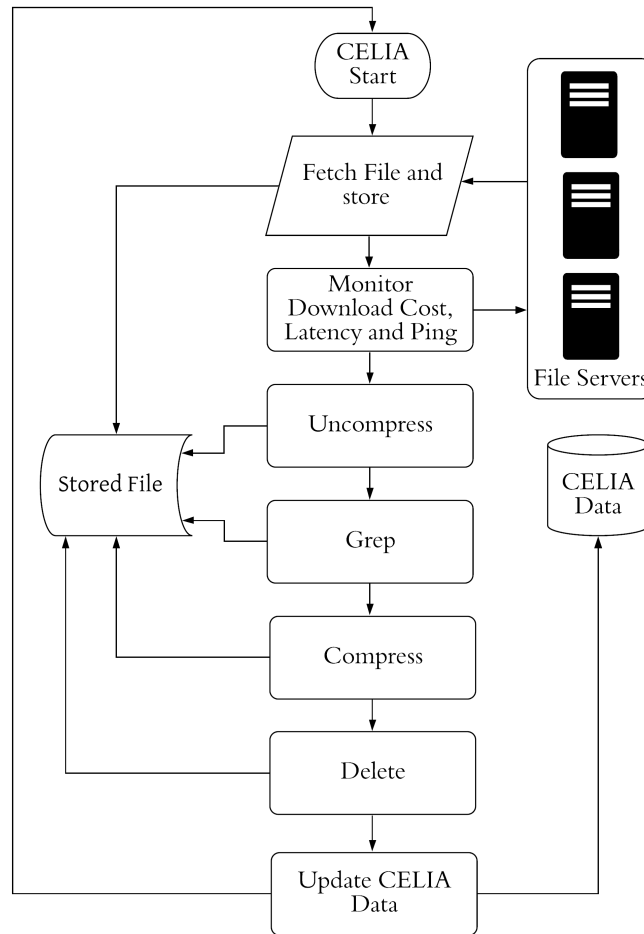 CELIA
Start
Fetch File and
store
Monitor
Download Cost,
Latency and Ping
File Servers
Uncompress
Stored File
CELIA
Data
Grep
Compress
Delete
Update CELIA
Data